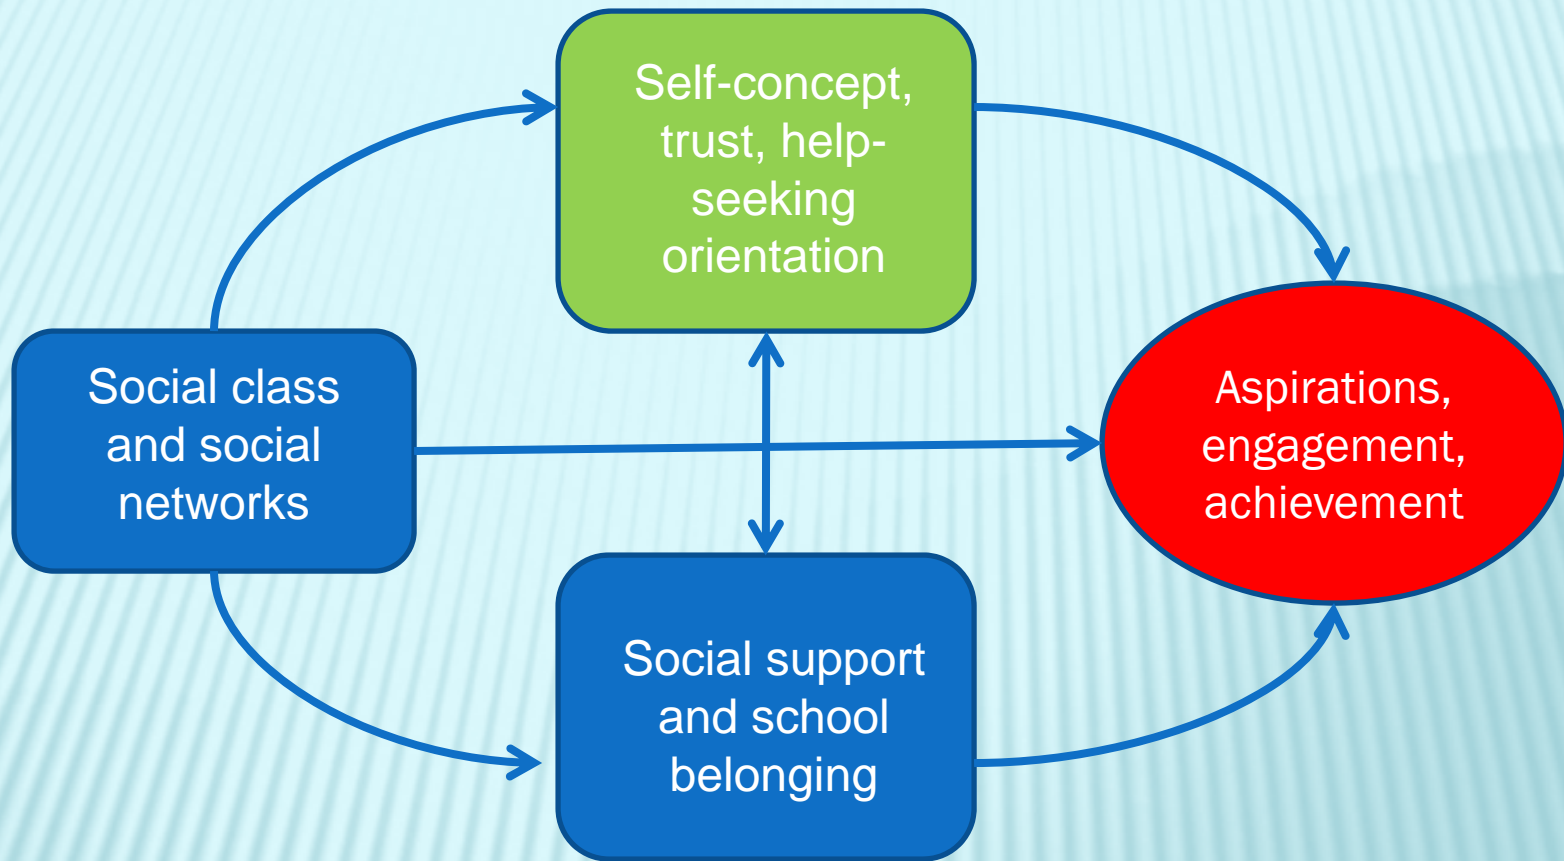 Self-concept,
trust, help-
seeking
orientation
Social class
and social
networks
Aspirations,
engagement,
achievement
Social support
and school
belonging